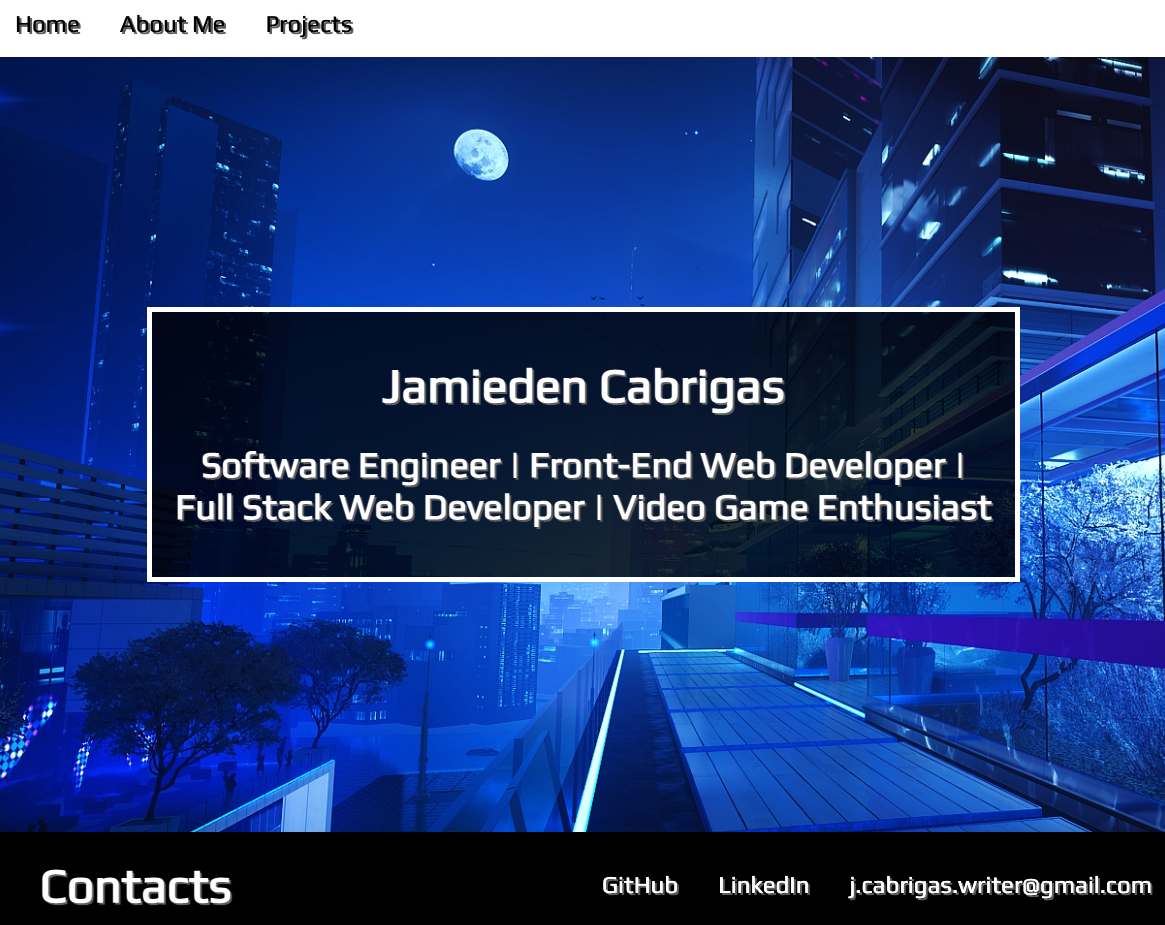 Home About Me Projects
Jamieden Cabrigas
Software Engineer | Front-End Web Developer |
Full Stack Web Developer | Video Game Enthusiast
Contacts GitHub LinkedIn j.cabrigas.writer@gmail.com